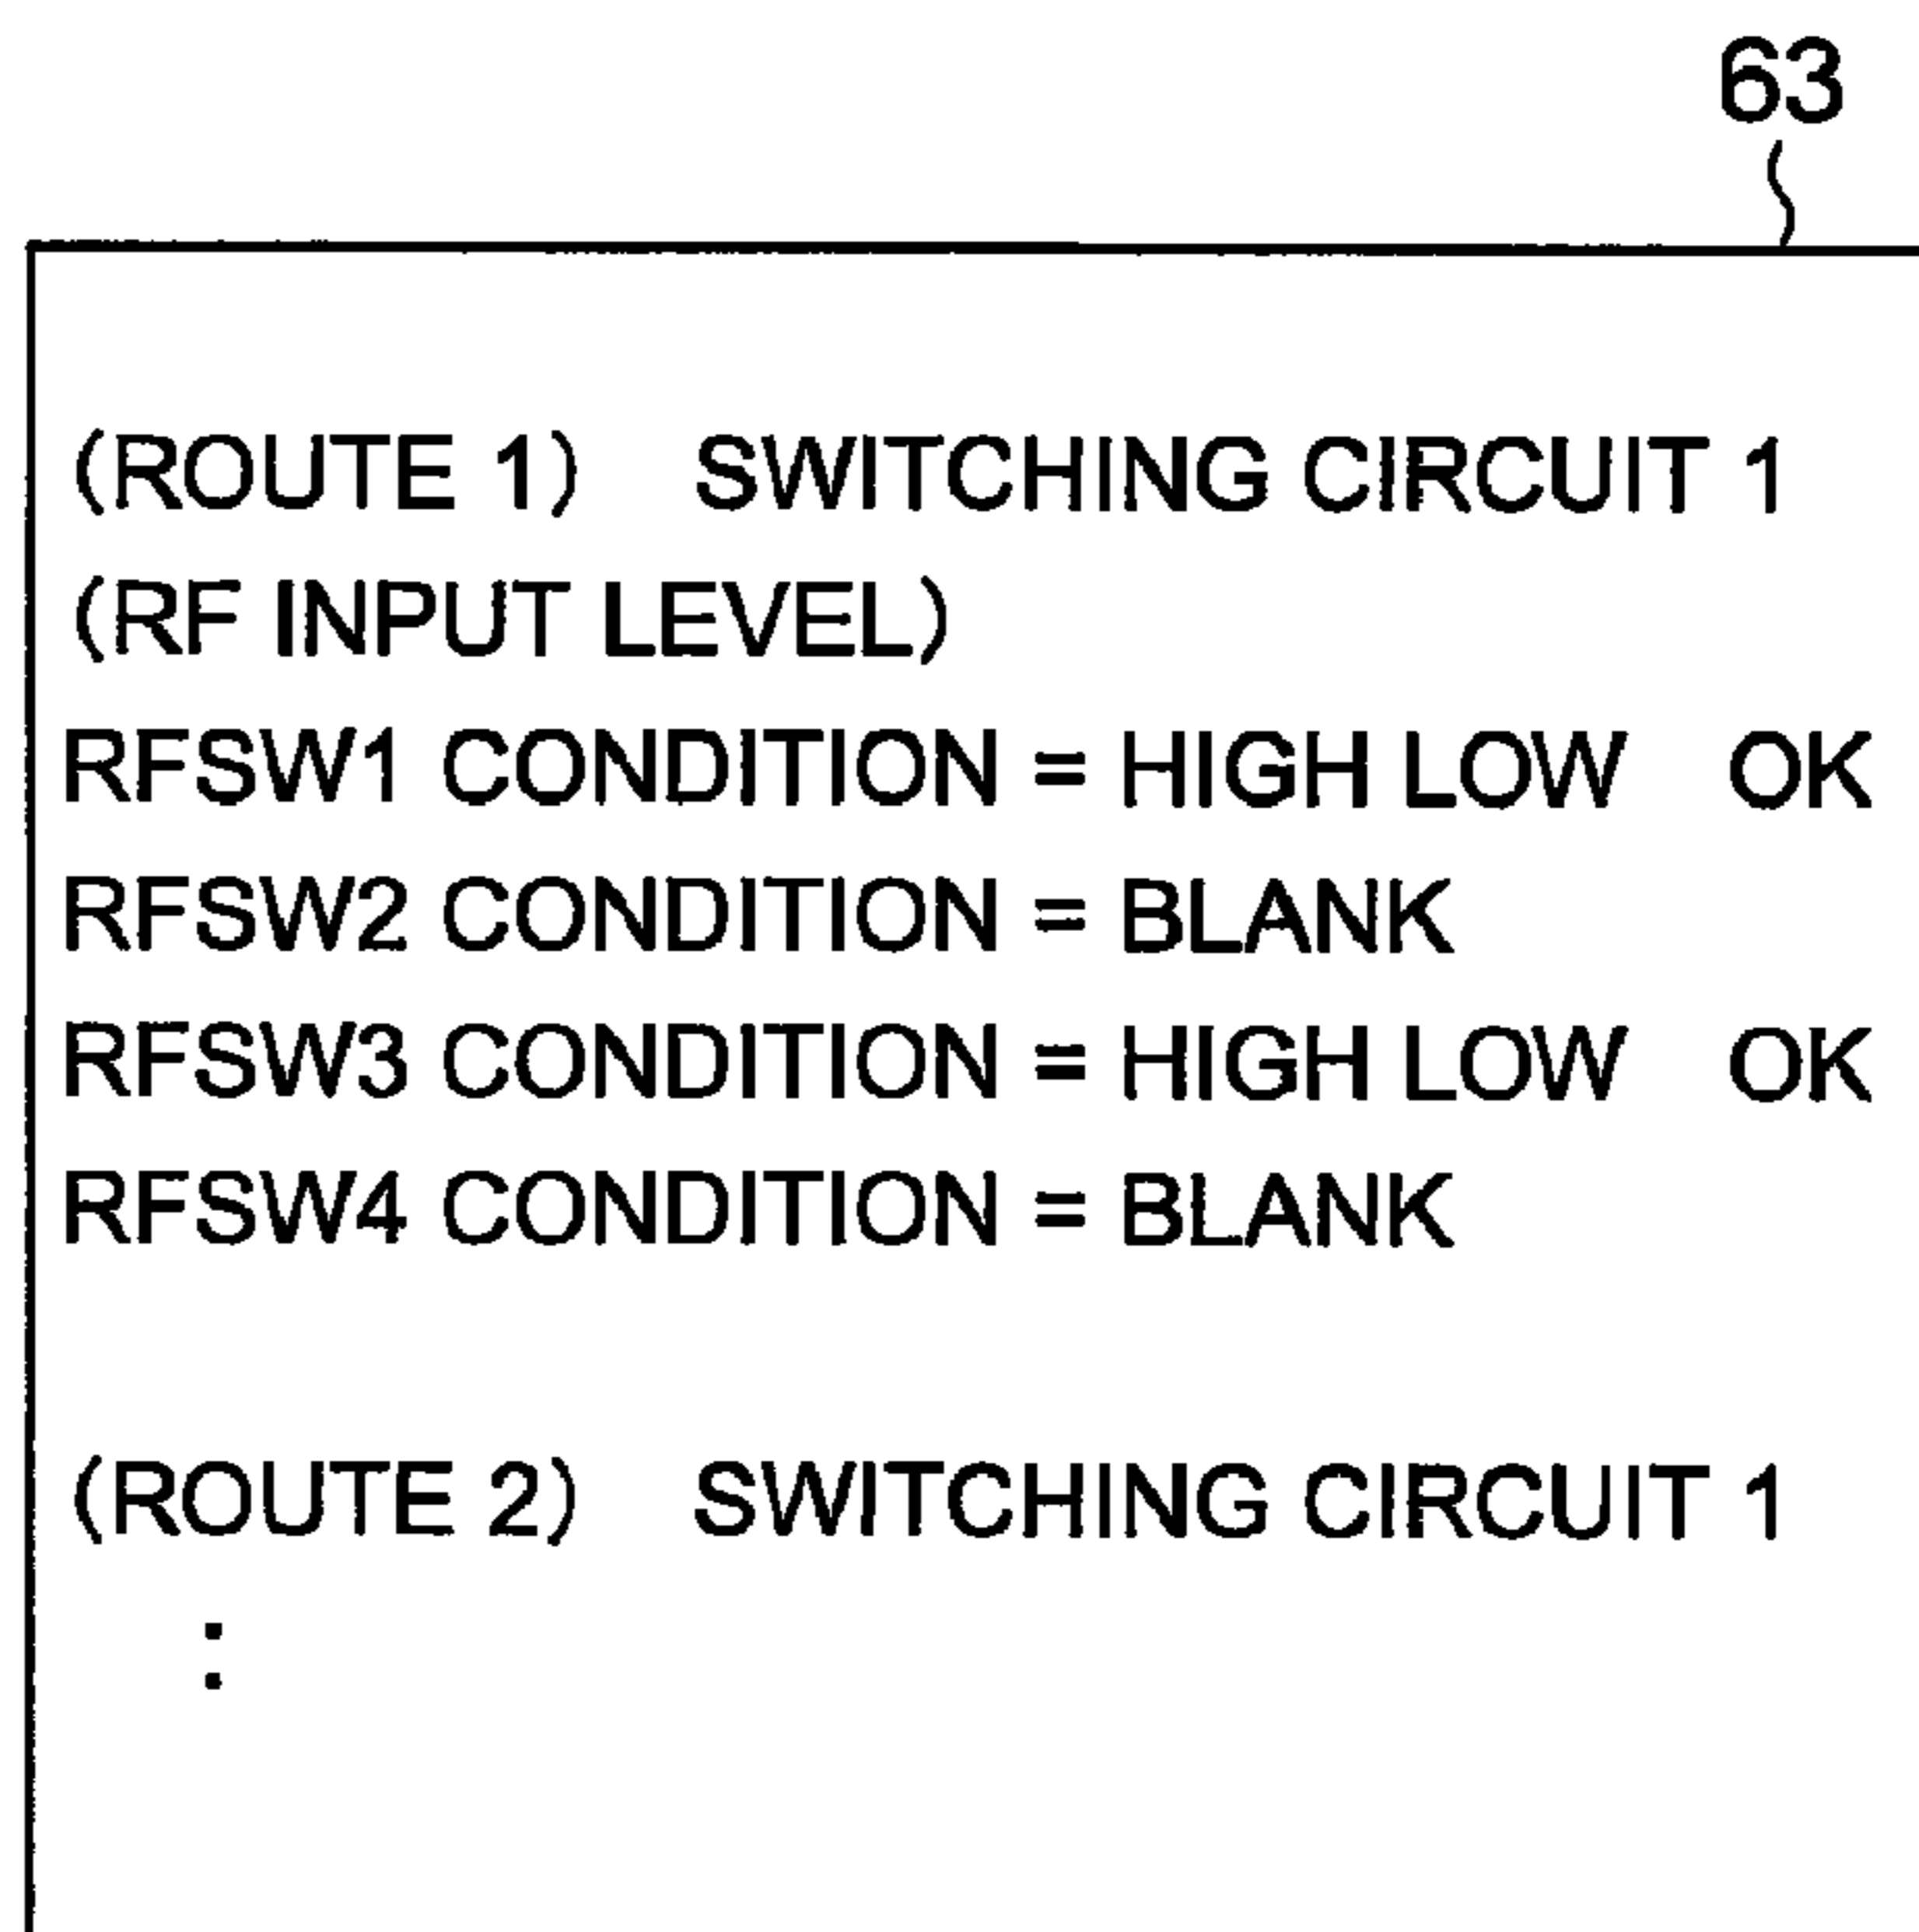 63
(ROUTE 1) SWITCHING CIRCUIT 1
(RF INPUT LEVEL)
RFSW1 CONDITION = HIGH LOW OK
RFSW2 CONDITION = BLANK
RFSW3 CONDITION = HIGH LOW OK
RFSW4 CONDITION = BLANK
(ROUTE 2) SWITCHING CIRCUIT 1
: